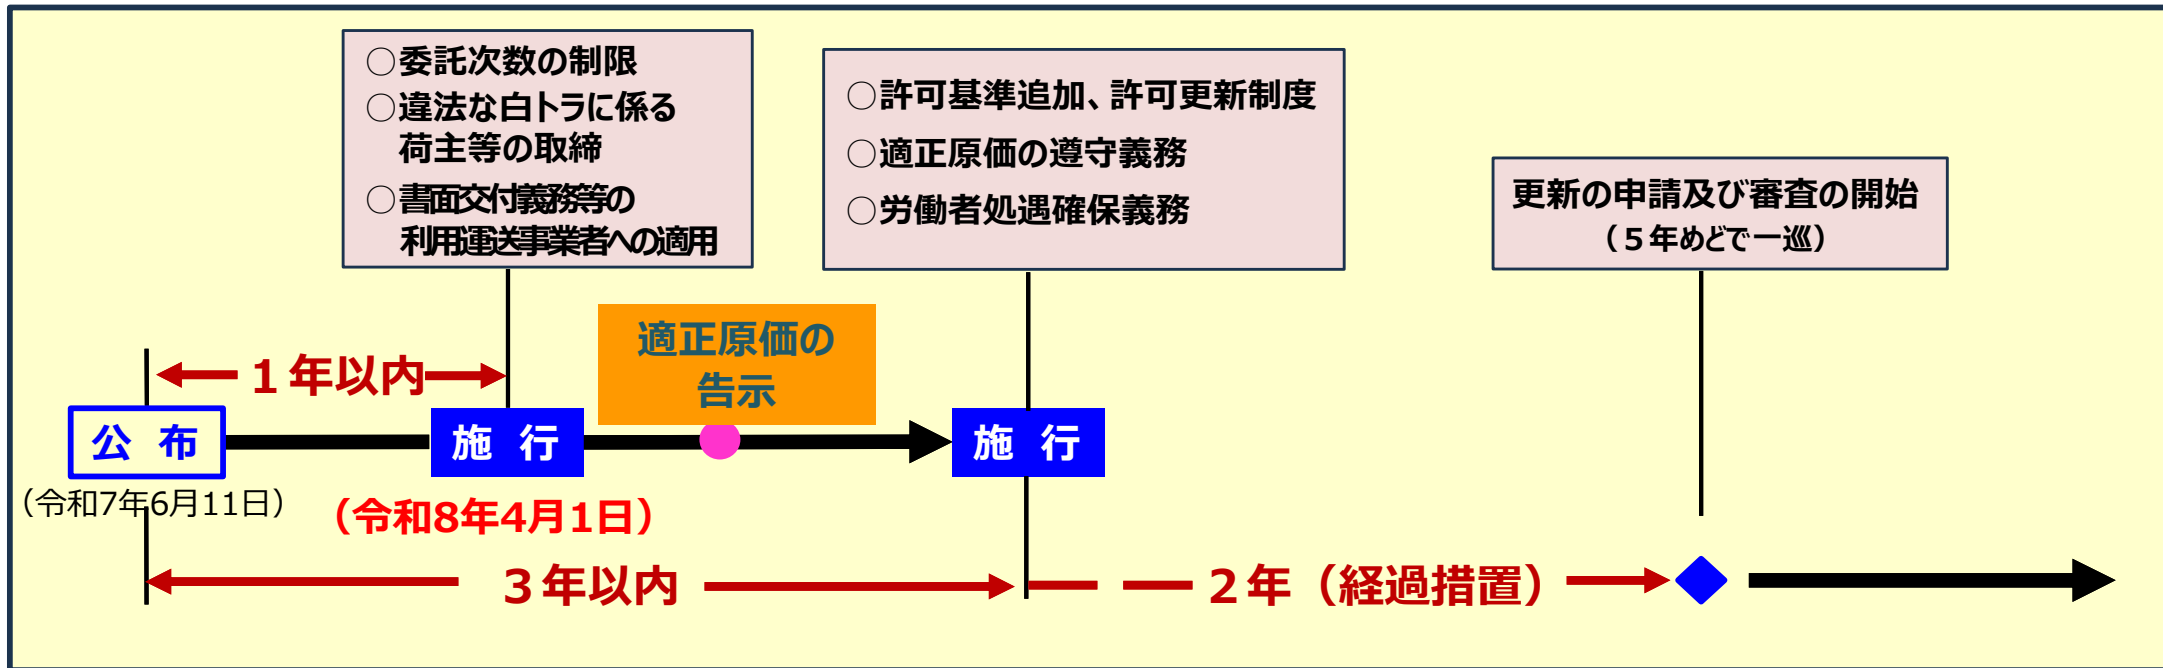 ○委託次数の制限
○違法な白トラに係る
荷主等の取締
○書面交付義務等の
利用運送事業者への適用
○許可基準追加、許可更新制度
○適正原価の遵守義務
○労働者処遇確保義務
更新の申請及び審査の開始
（５年めどで一巡）
適正原価の
告示
１年以内
公 布
施 行
施 行
（令和7年6月11日）
（令和8年4月1日）
３年以内
２年（経過措置）